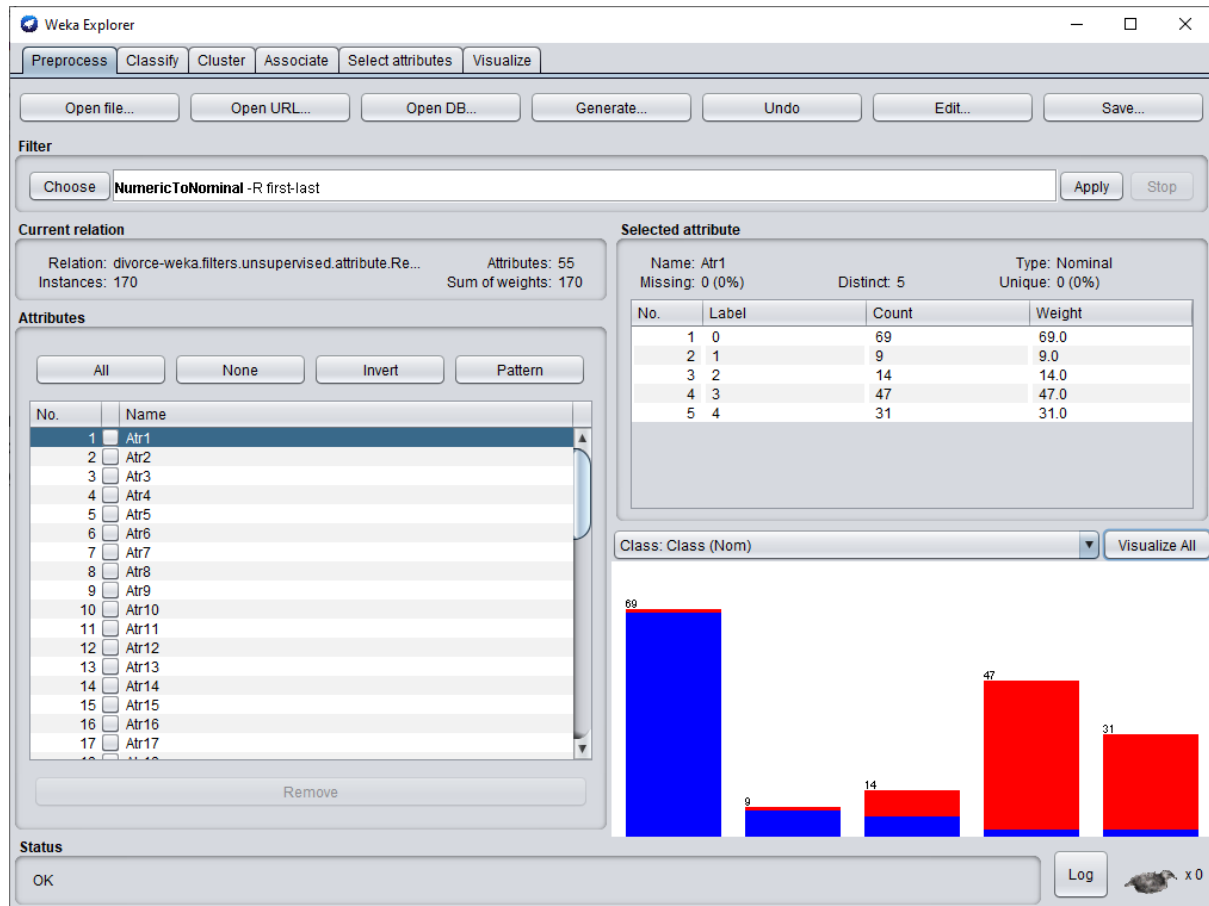 Weka Explorer
Preprocess Classify Cluster Associate Select attributes Visualize
Open file... Open URL... Open DB... Generate... Undo Edit... Save...
Filter
Choose NumericToNominal -R first-last Apply Stop
Current relation
Relation: divorce-weka.filters.unsupervised.attribute.Re... Attributes: 55
Instances: 170 Sum of weights: 170
Attributes
All None Invert Pattern
No. Name
1 Atr1
2 Atr2
3 Atr3
4 Atr4
5 Atr5
6 Atr6
7 Atr7
8 Atr8
9 Atr9
10 Atr10
11 Atr11
12 Atr12
13 Atr13
14 Atr14
15 Atr15
16 Atr16
17 Atr17
Remove
Selected attribute
Name: Atr1 Type: Nominal
Missing: 0 (0%) Distinct: 5 Unique: 0 (0%)
No. Label Count Weight
1 0 69 69.0
2 1 9 9.0
3 2 14 14.0
4 3 47 47.0
5 4 31 31.0
Class: Class (Nom) Visualize All
69
9
14
47
31
Status
OK
Log x 0